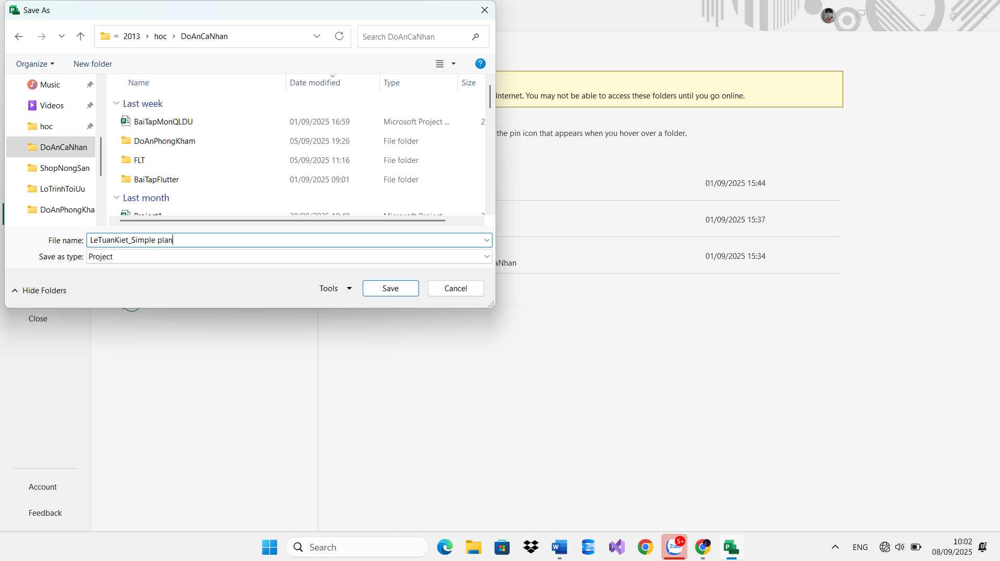 Save As
2013 hoc DoAnCaNhan
Search DoAnCaNhan
Organize New folder
Music
Videos
hoc
DoAnCaNhan
ShopNongSan
LoTrinhToiUu
DoAnPhongKha
Name Date modified Type Size
Last week
BaiTapMonQLDU 01/09/2025 16:59 Microsoft Project ... 2
DoAnPhongKham 05/09/2025 19:26 File folder
FLT 05/09/2025 11:16 File folder
BaiTapFlutter 01/09/2025 09:01 File folder
Last month
Project1
File name: LeTuanKiet_Simple plan
Save as type: Project
Hide Folders Tools Save Cancel
Internet. You may not be able to access these folders until you go online.
the pin icon that appears when you hover over a folder.
01/09/2025 15:44
01/09/2025 15:37
01/09/2025 15:34
aNhan
Close
Account
Feedback
Search
Zalo
5+
ENG
10:02
08/09/2025